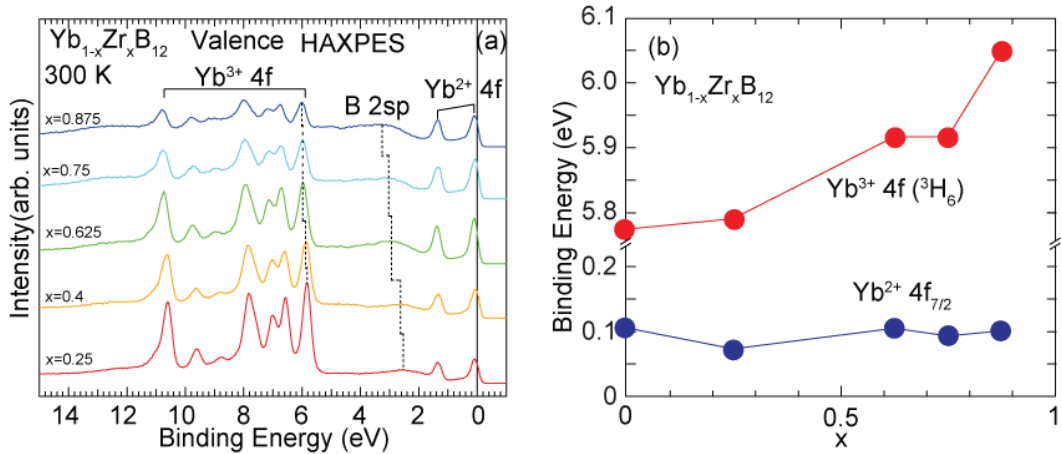 Yb₁₋ₓZrₓB₁₂ Valence HAXPES (a)
300 K
Yb³⁺ 4f
Yb²⁺ 4f
B 2sp
x=0.875
x=0.75
x=0.625
x=0.4
x=0.25
Intensity(arb. units)
14 12 10 8 6 4 2 0
Binding Energy (eV)
(b)
Yb₁₋ₓZrₓB₁₂
6.1
6.0
5.9
5.8
0.2
0.1
0
Binding Energy (eV)
Yb³⁺ 4f (³H₆)
Yb²⁺ 4f₇/₂
0 0.5 1
x